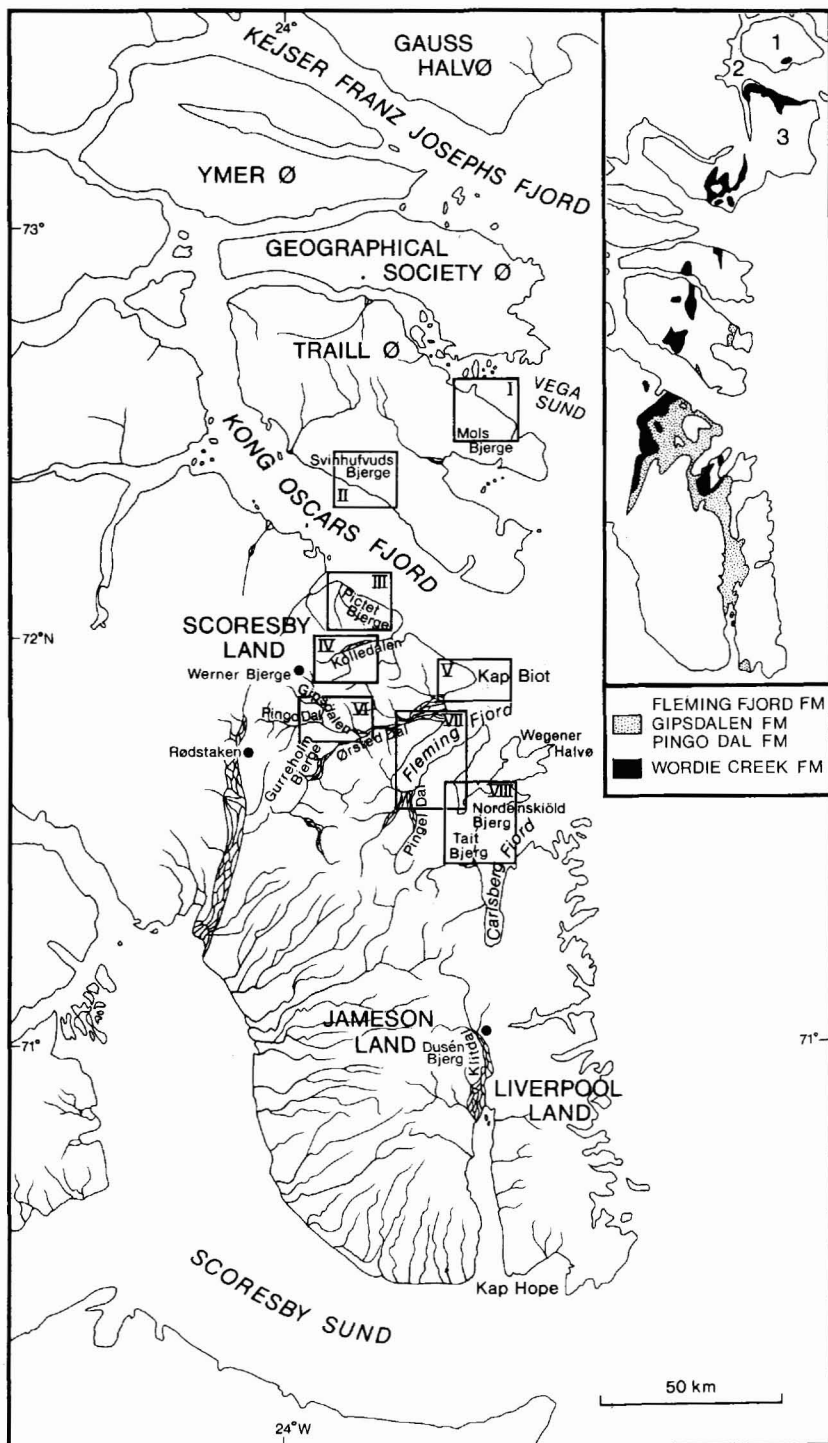 24°
KEJSER FRANZ JOSEPHS FJORD
GAUSS
HALVØ
YMER Ø
73°
GEOGRAPHICAL
SOCIETY Ø
TRAILL Ø
VEGA
SUND
I
Mols
Bjerge
KONG OSCARS FJORD
Svinhufvuds
Bjerge
II
III
Pictet
Bjerge
72°N
SCORESBY
LAND
IV
Kolledalen
Werner Bjerge
V
Kap Biot
Gipsdalen
Pingo Dal
VI
VII
Fleming Fjord
Ørsted Dal
Wegener
Halvø
Rødstaken
Gurreholm
Bjerge
Pingel Dal
VIII
Nordenskiöld
Bjerg
Tait
Bjerg
Carlsberg Fjord
JAMESON
LAND
71°
71°
Dusén
Bjerg
Klitdal
LIVERPOOL
LAND
SCORESBY SUND
Kap Hope
50 km
24°W
1
2
3
FLEMING FJORD FM
GIPSDALEN FM
PINGO DAL FM
WORDIE CREEK FM